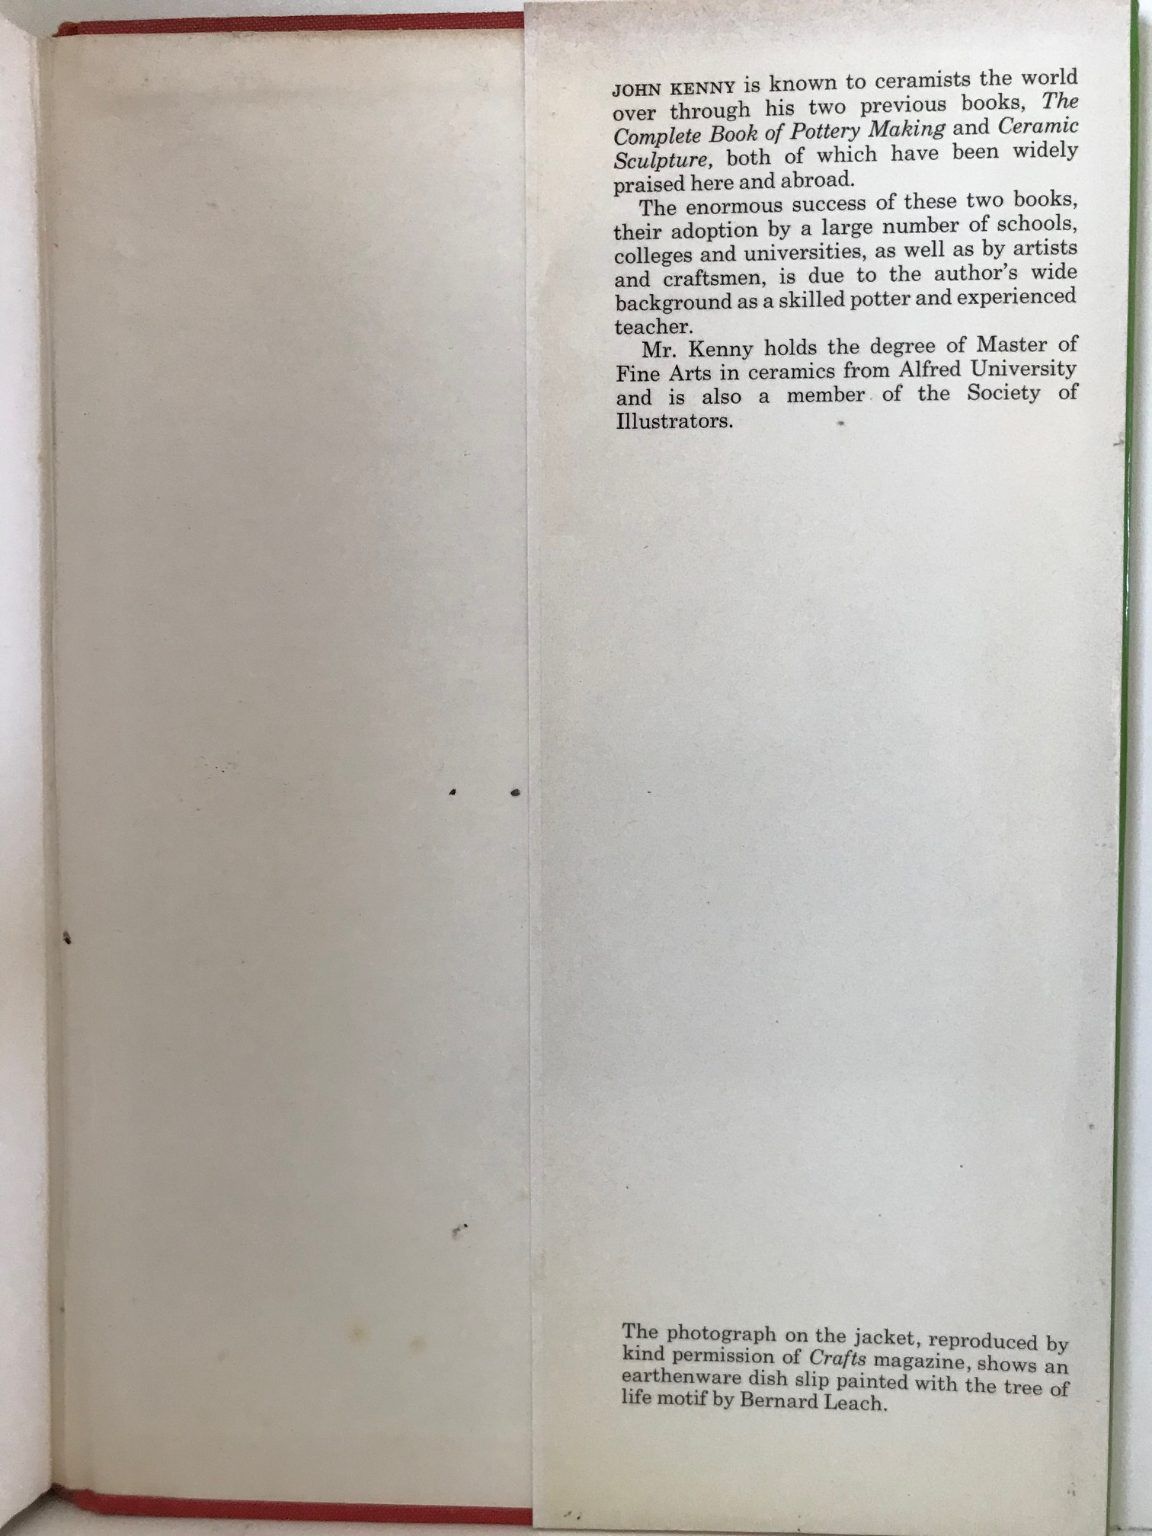 JOHN KENNY is known to ceramists the world
over through his two previous books, The
Complete Book of Pottery Making and Ceramic
Sculpture, both of which have been widely
praised here and abroad.
The enormous success of these two books,
their adoption by a large number of schools,
colleges and universities, as well as by artists
and craftsmen, is due to the author's wide
background as a skilled potter and experienced
teacher.
Mr. Kenny holds the degree of Master of
Fine Arts in ceramics from Alfred University
and is also a member of the Society of
Illustrators.
The photograph on the jacket, reproduced by
kind permission of Crafts magazine, shows an
earthenware dish slip painted with the tree of
life motif by Bernard Leach.